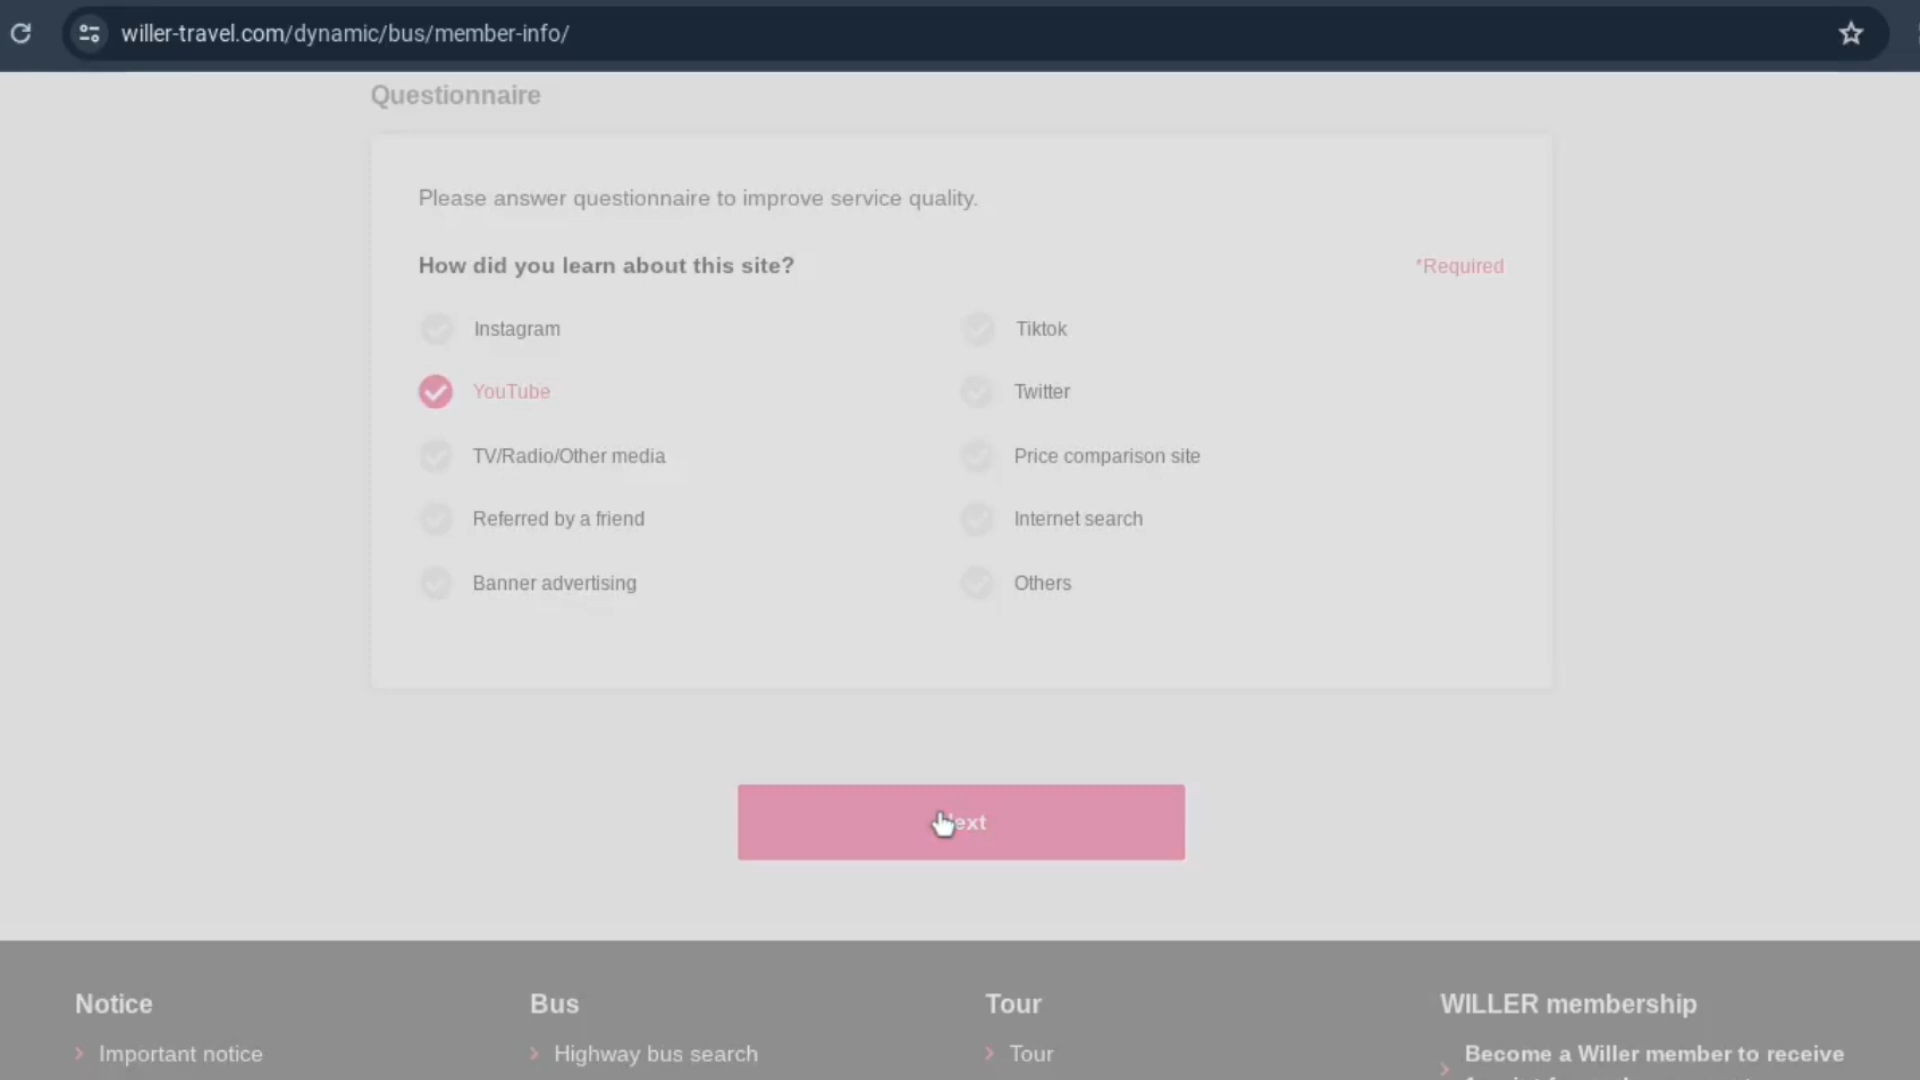 willer-travel.com/dynamic/bus/member-info/
Questionnaire
Please answer questionnaire to improve service quality.
How did you learn about this site?
*Required
Instagram
Tiktok
YouTube
Twitter
TV/Radio/Other media
Price comparison site
Referred by a friend
Internet search
Banner advertising
Others
Notice
Bus
Tour
WILLER membership
Important notice
Highway bus search
Tour
Become a Willer member to receive